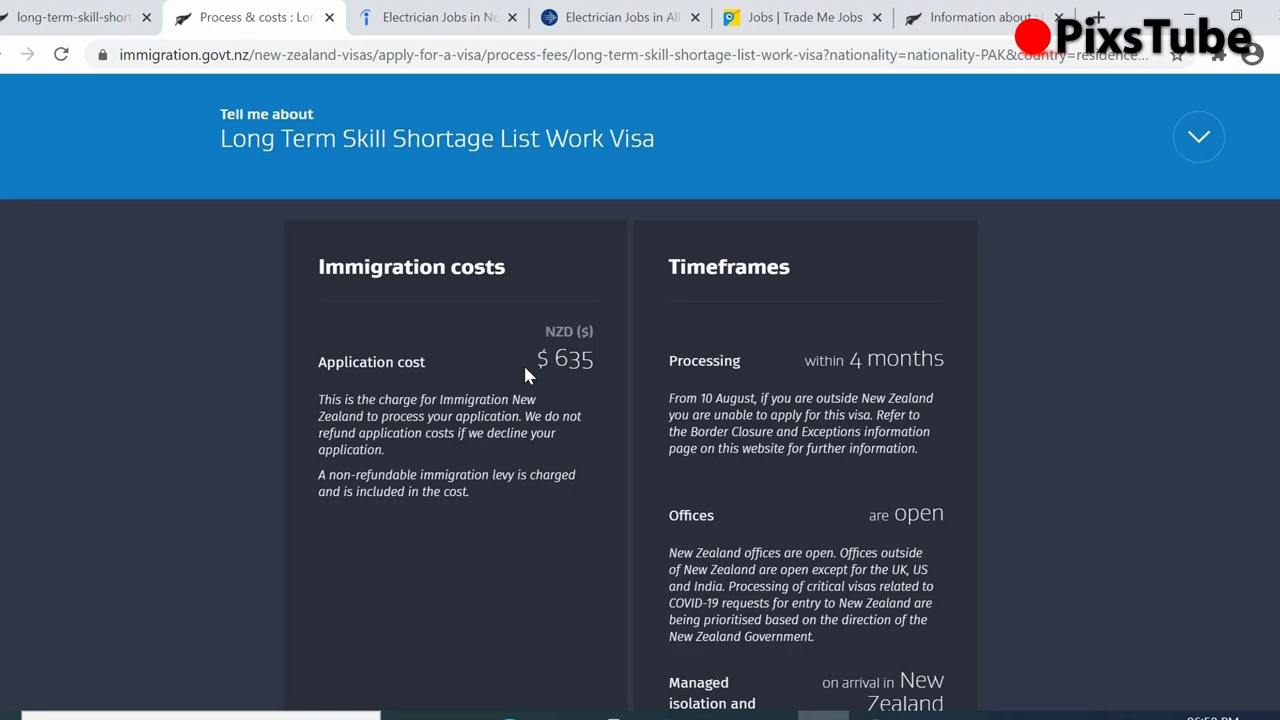 long-term-skill-short
Process & costs : Lo
Electrician Jobs in Ne
Electrician Jobs in All
Jobs | Trade Me Jobs
Information about :
PixsTube
immigration.govt.nz/new-zealand-visas/apply-for-a-visa/process-fees/long-term-skill-shortage-list-work-visa?nationality=nationality-PAK&country=residence...
Tell me about
Long Term Skill Shortage List Work Visa
Immigration costs
NZD ($)
Application cost $ 635
This is the charge for Immigration New
Zealand to process your application. We do not
refund application costs if we decline your
application.
A non-refundable immigration levy is charged
and is included in the cost.
Timeframes
Processing within 4 months
From 10 August, if you are outside New Zealand
you are unable to apply for this visa. Refer to
the Border Closure and Exceptions information
page on this website for further information.
Offices are open
New Zealand offices are open. Offices outside
of New Zealand are open except for the UK, US
and India. Processing of critical visas related to
COVID-19 requests for entry to New Zealand are
being prioritised based on the direction of the
New Zealand Government.
Managed on arrival in New
isolation and Zealand